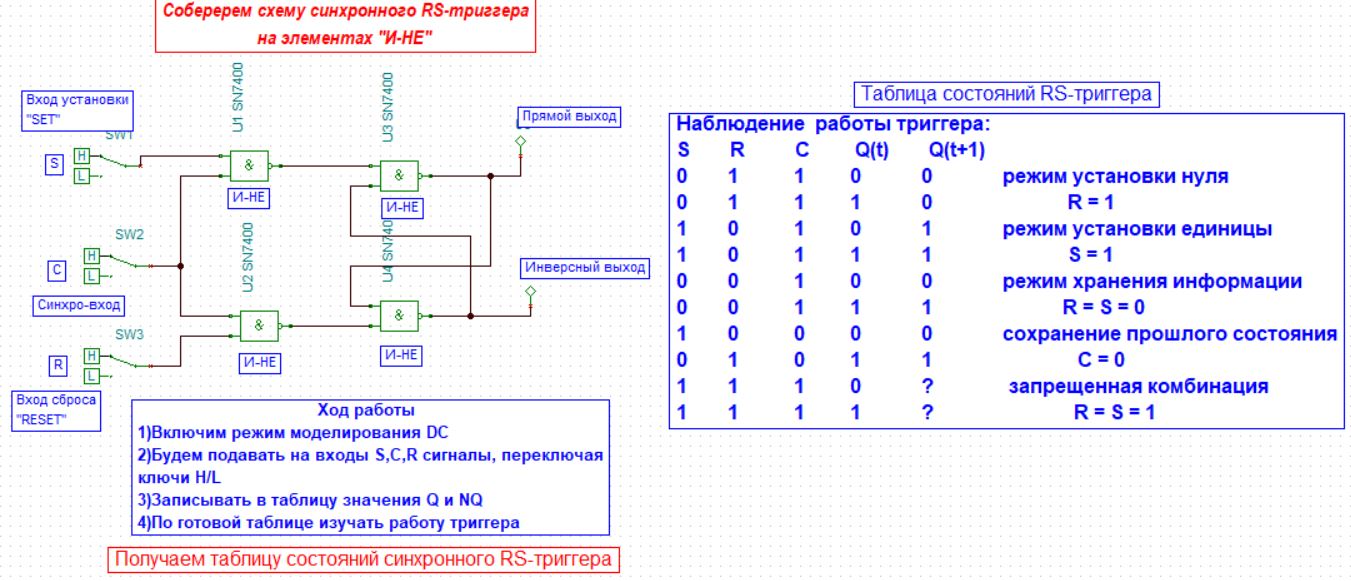 Соберерем схему синхронного RS-триггера
на элементах "И-НЕ"
Вход установки
"SET"
SW1
S
H
L
U1 SN7400
&
И-НЕ
U3 SN7400
&
И-НЕ
Прямой выход
SW2
C
H
L
Синхро-вход
U2 SN7400
&
И-НЕ
U4 SN740
&
И-НЕ
Инверсный выход
SW3
R
H
L
Вход сброса
"RESET"
Ход работы
1)Включим режим моделирования DC
2)Будем подавать на входы S,C,R сигналы, переключая
ключи H/L
3)Записывать в таблицу значения Q и NQ
4)По готовой таблице изучать работу триггера
Получаем таблицу состояний синхронного RS-триггера
Таблица состояний RS-триггера
Наблюдение работы триггера:
S R C Q(t) Q(t+1)
0 1 1 0 0 режим установки нуля
0 1 1 1 0 R = 1
1 0 1 0 1 режим установки единицы
1 0 1 1 1 S = 1
0 0 1 0 0 режим хранения информации
0 0 1 1 1 R = S = 0
1 0 0 0 0 сохранение прошлого состояния
0 1 0 1 1 C = 0
1 1 1 0 ? запрещенная комбинация
1 1 1 1 ? R = S = 1